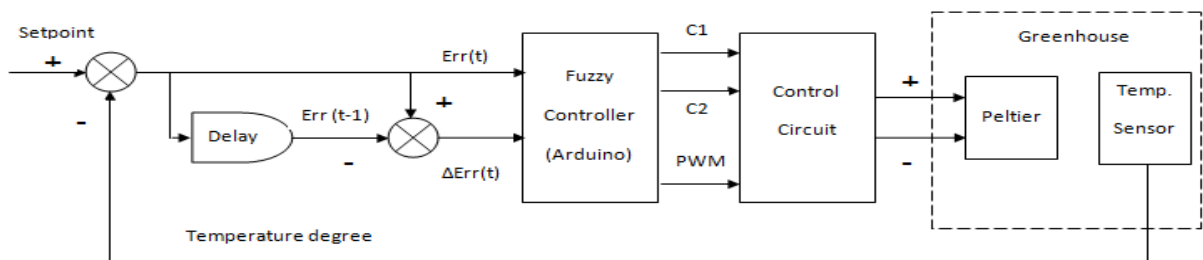 Setpoint
+
-
Delay
Err (t-1)
-
+
Err(t)
ΔErr(t)
Fuzzy
Controller
(Arduino)
C1
C2
PWM
Control
Circuit
+
-
Greenhouse
Peltier
Temp.
Sensor
Temperature degree